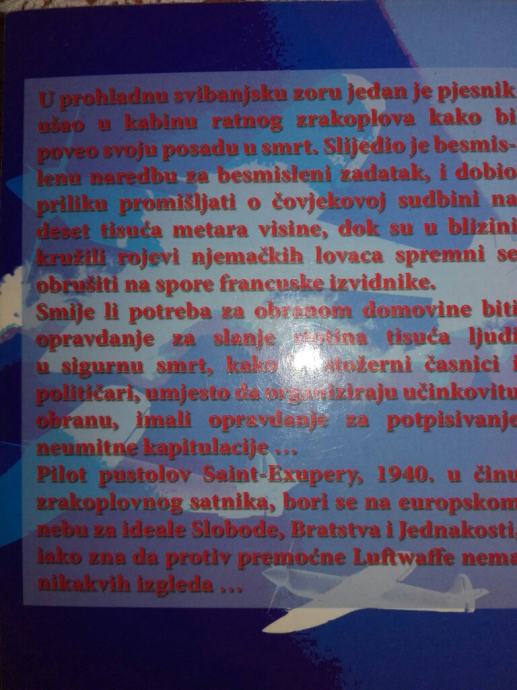 U prohladnu svibanjsku zoru jedan je pjesnik
ušao u kabinu ratnog zrakoplova kako bi
poveo svoju posadu u smrt. Slijedio je besmis-
lenu naredbu za besmisleni zadatak, i dobio
priliku promišljati o čovjekovoj sudbini na
deset tisuća metara visine, dok su u blizini
kružili rojevi njemačkih lovaca spremni se
obrušiti na spore francuske izvidnike.
Smije li potreba za obranom domovine biti
opravdanje za slanje tisuća ljudi
u sigurnu smrt, kako časnici i
političari, umjesto da organiziraju učinkovitu
obranu, imali opravdanje za potpisivanje
neumitne kapitulacije ...
Pilot pustolov Saint-Exupery, 1940. u činu
zrakoplovnog satnika, bori se na europskom
nebu za ideale Slobode, Bratstva i Jednakosti,
iako zna da protiv premoćne Luftwaffe nema
nikakvih izgleda ...